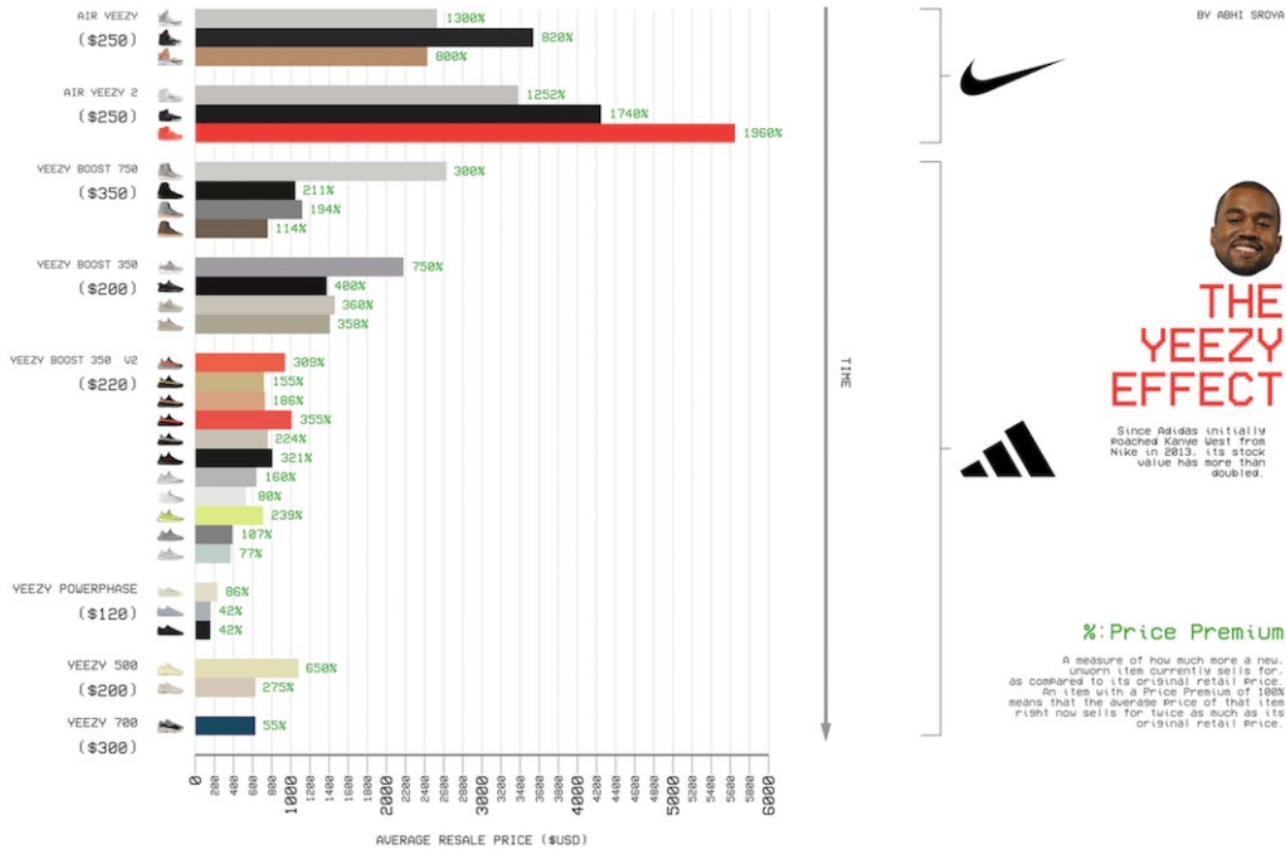 BY ABHI SROYA
AIR YEEZY
($250)
1300%
820%
800%
AIR YEEZY 2
($250)
1252%
1740%
1960%
YEEZY BOOST 750
($350)
300%
211%
194%
114%
YEEZY BOOST 350
($200)
750%
400%
360%
358%
YEEZY BOOST 350 V2
($220)
309%
155%
186%
355%
224%
321%
160%
80%
239%
107%
77%
YEEZY POWERPHASE
($120)
86%
42%
42%
YEEZY 500
($200)
650%
275%
YEEZY 700
($300)
55%
0
200
400
600
800
1000
1200
1400
1600
1800
2000
2200
2400
2600
2800
3000
3200
3400
3600
3800
4000
4200
4400
4600
4800
5000
5200
5400
5600
5800
6000
AVERAGE RESALE PRICE ($USD)
TIME
THE
YEEZY
EFFECT
Since Adidas initially
poached Kanye West from
Nike in 2013, its stock
value has more than
doubled.
%:Price Premium
A measure of how much more a new,
unworn item currently sells for,
as compared to its original retail price.
An item with a Price Premium of 100%
means that the average price of that item
right now sells for twice as much as its
original retail price.